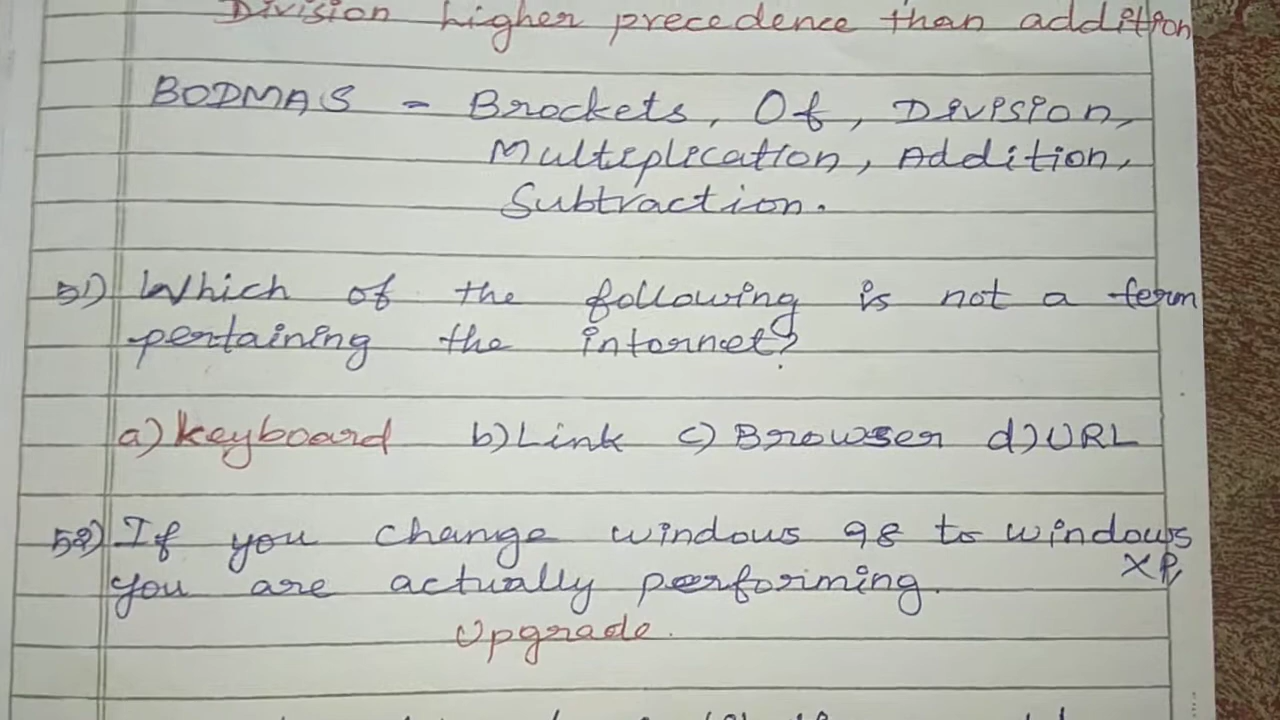 Division higher precedence than addition
BODMAS = Brockets, Of, Division,
Multiplication, Addition,
Subtraction.
51) Which of the following is not a term
pertaining the internet?
a) keyboard b) Link c) Browser d) URL
52) If you change windows 98 to windows
XP,
you are actually performing.
Upgrade.